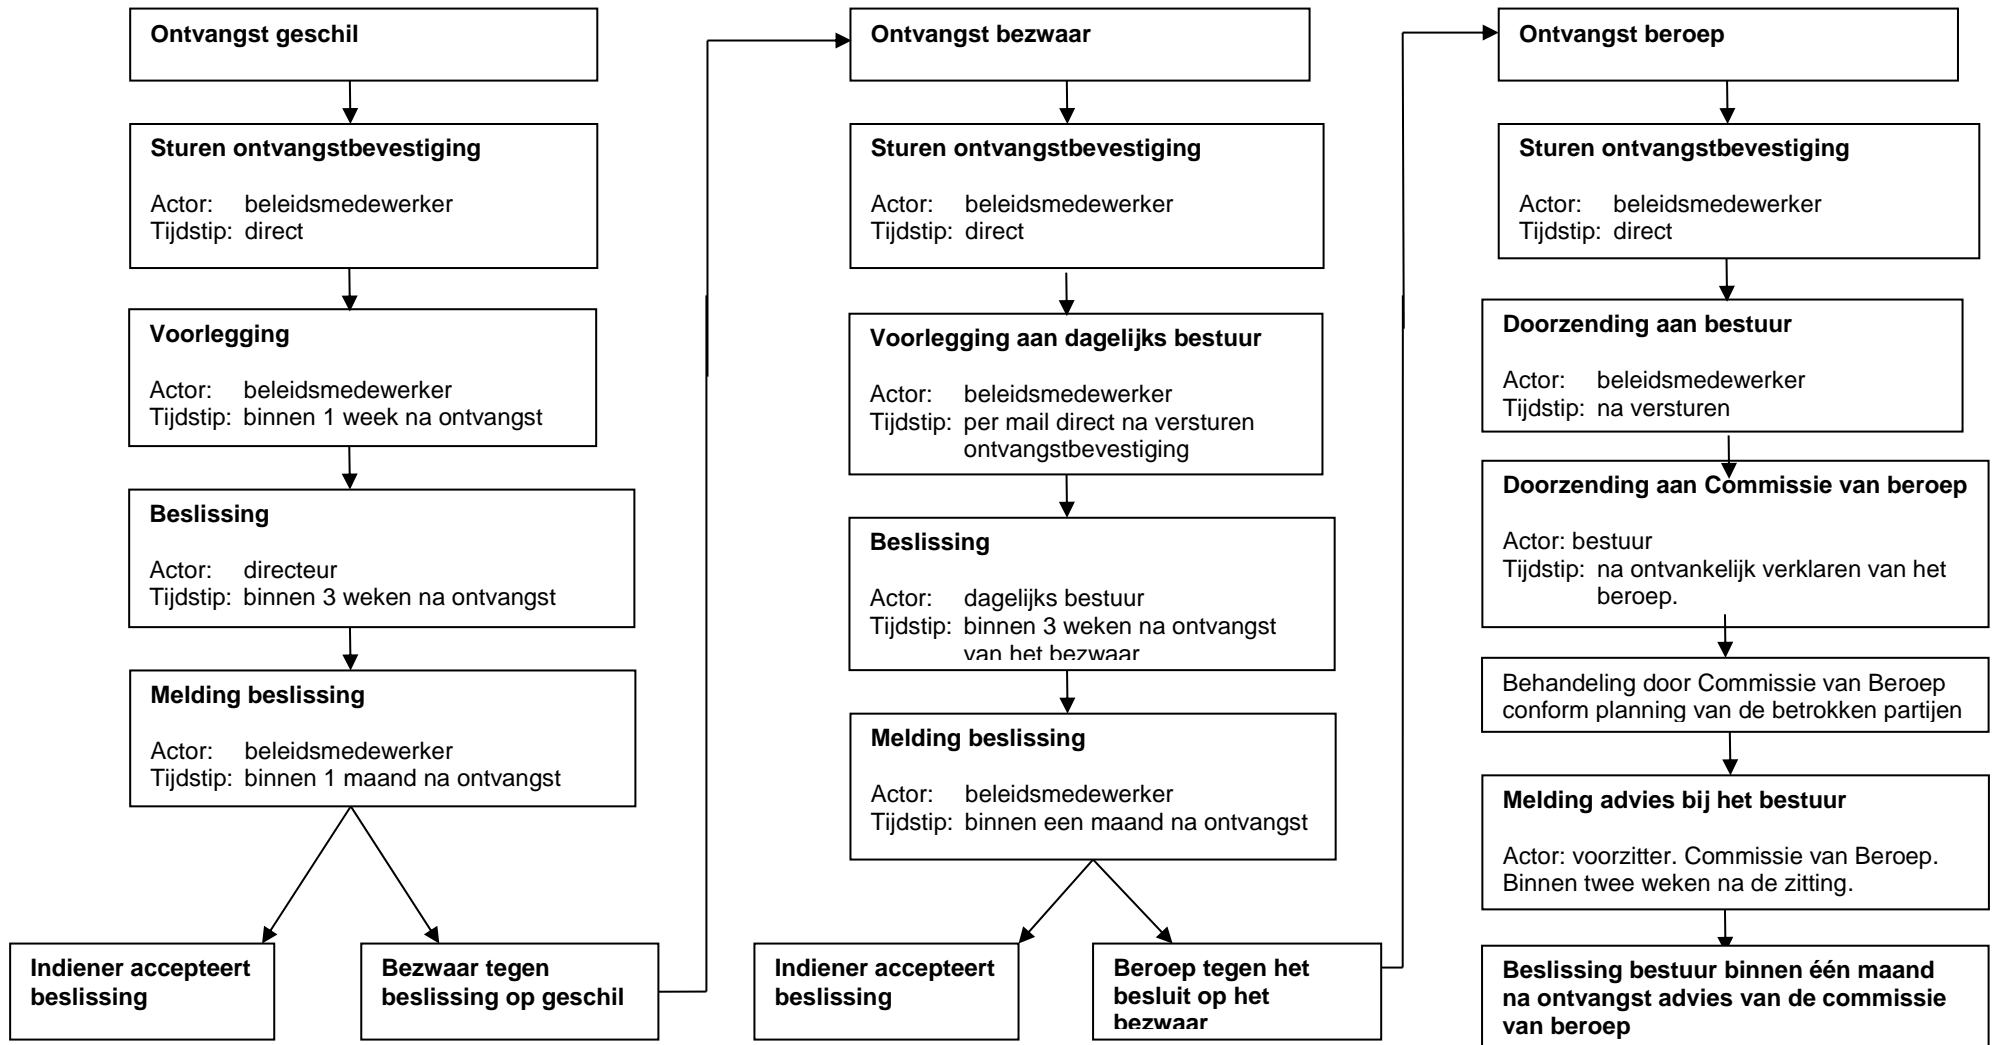 Ontvangst geschil
Sturen ontvangstbevestiging
Actor: beleidsmedewerker
Tijdstip: direct
Voorlegging
Actor: beleidsmedewerker
Tijdstip: binnen 1 week na ontvangst
Beslissing
Actor: directeur
Tijdstip: binnen 3 weken na ontvangst
Melding beslissing
Actor: beleidsmedewerker
Tijdstip: binnen 1 maand na ontvangst
Indiener accepteert
beslissing
Bezwaar tegen
beslissing op geschil
Ontvangst bezwaar
Sturen ontvangstbevestiging
Actor: beleidsmedewerker
Tijdstip: direct
Voorlegging aan dagelijks bestuur
Actor: beleidsmedewerker
Tijdstip: per mail direct na versturen
ontvangstbevestiging
Beslissing
Actor: dagelijks bestuur
Tijdstip: binnen 3 weken na ontvangst
van het bezwaar
Melding beslissing
Actor: beleidsmedewerker
Tijdstip: binnen een maand na ontvangst
Indiener accepteert
beslissing
Beroep tegen het
besluit op het
bezwaar
Ontvangst beroep
Sturen ontvangstbevestiging
Actor: beleidsmedewerker
Tijdstip: direct
Doorzending aan bestuur
Actor: beleidsmedewerker
Tijdstip: na versturen
Doorzending aan Commissie van beroep
Actor: bestuur
Tijdstip: na ontvankelijk verklaren van het
beroep.
Behandeling door Commissie van Beroep
conform planning van de betrokken partijen
Melding advies bij het bestuur
Actor: voorzitter. Commissie van Beroep.
Binnen twee weken na de zitting.
Beslissing bestuur binnen één maand
na ontvangst advies van de commissie
van beroep